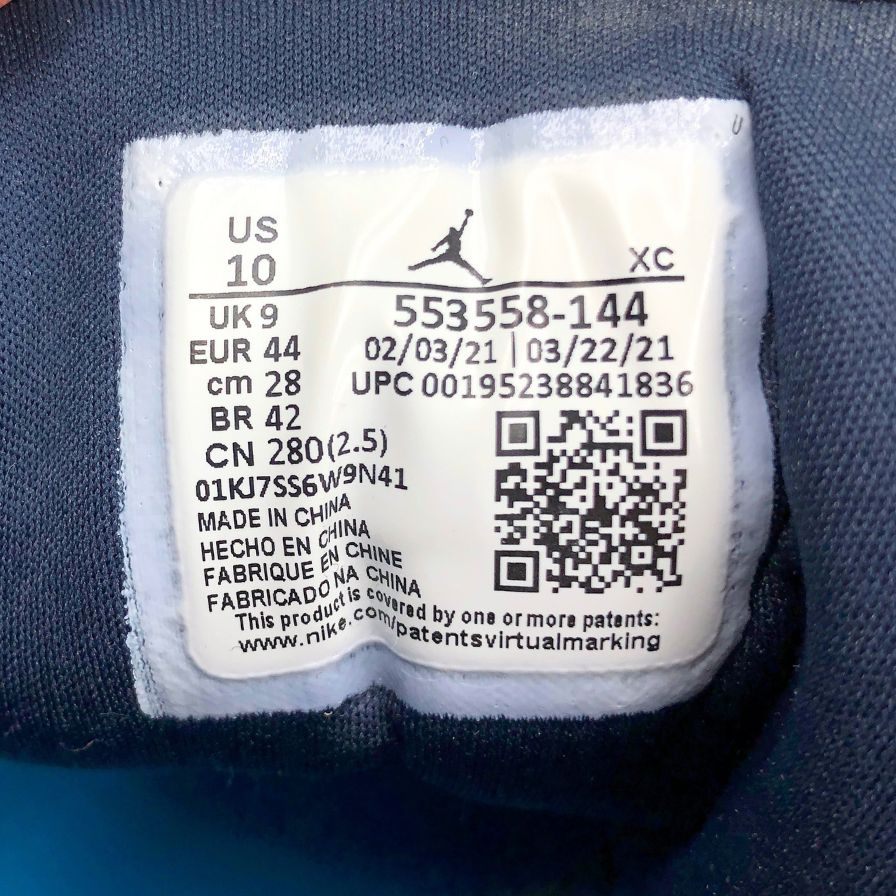 US
10
XC
UK 9
553558-144
EUR 44
02/03/21 | 03/22/21
cm 28
UPC 00195238841836
BR 42
CN 280(2.5)
01KJ7SS6W9N41
MADE IN CHINA
HECHO EN CHINA
FABRIQUE EN CHINE
FABRICADO NA CHINA
This product is covered by one or more patents:
www.nike.com/patentsvirtualmarking
U